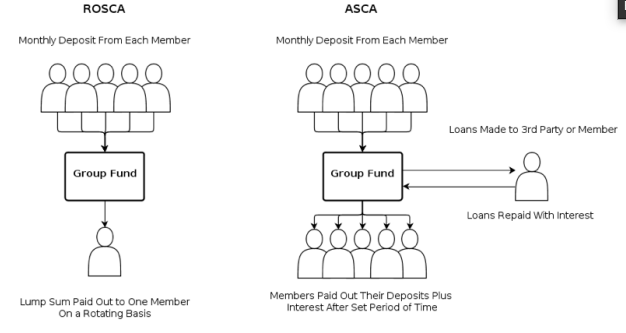 ROSCA
Monthly Deposit From Each Member
Group Fund
Lump Sum Paid Out to One Member
On a Rotating Basis
ASCA
Monthly Deposit From Each Member
Group Fund
Loans Made to 3rd Party or Member
Loans Repaid With Interest
Members Paid Out Their Deposits Plus
Interest After Set Period of Time